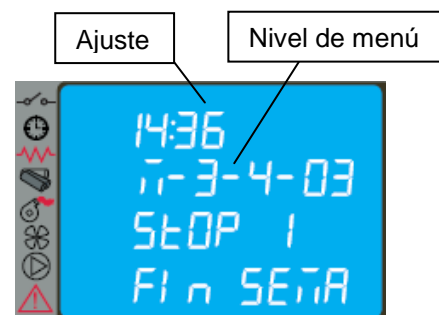 Ajuste
Nivel de menú
14:36
M-3-4-03
StOP 1
FIn SEMA